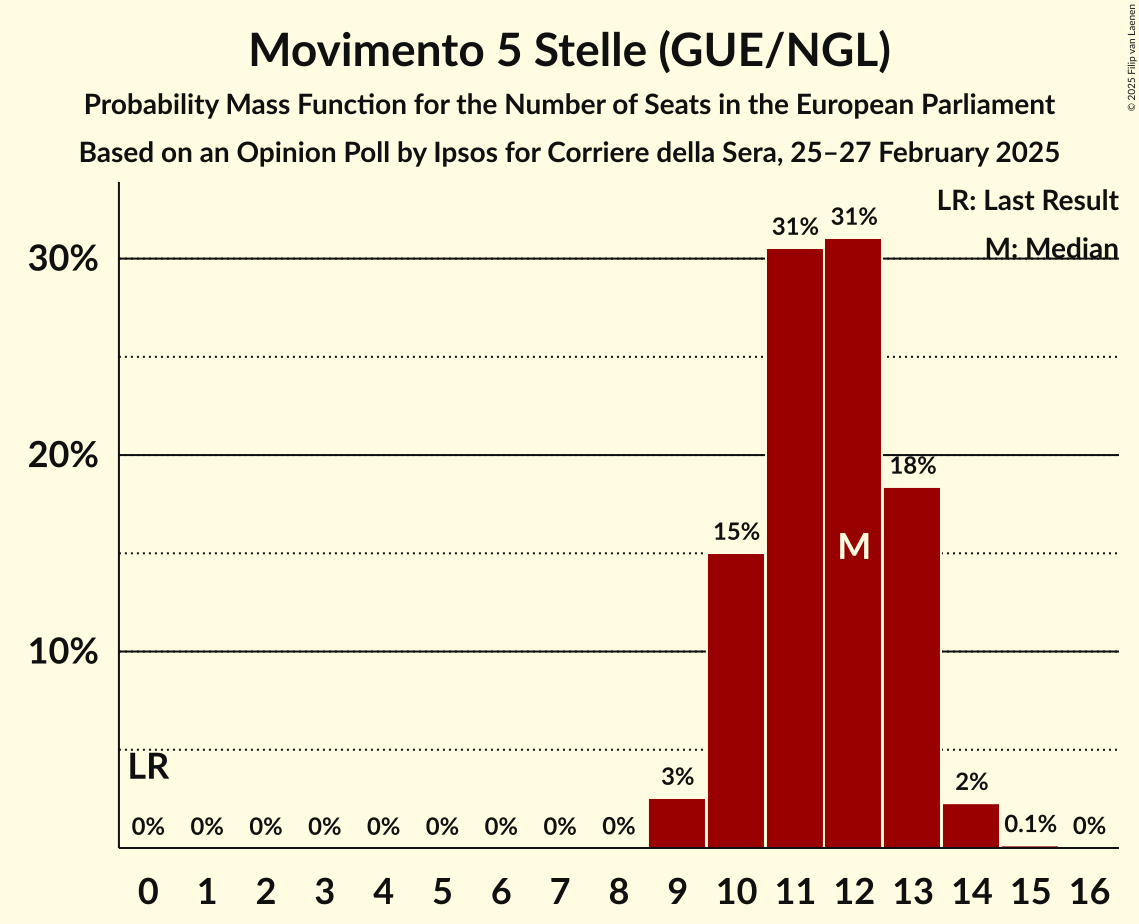 Movimento 5 Stelle (GUE/NGL)
Probability Mass Function for the Number of Seats in the European Parliament
Based on an Opinion Poll by Ipsos for Corriere della Sera, 25–27 February 2025
© 2025 Filip van Laenen
LR: Last Result
M: Median
30%
20%
10%
31%
31%
18%
15%
M
LR
3%
2%
0% 0% 0% 0% 0% 0% 0% 0% 0% 0.1% 0%
0 1 2 3 4 5 6 7 8 9 10 11 12 13 14 15 16